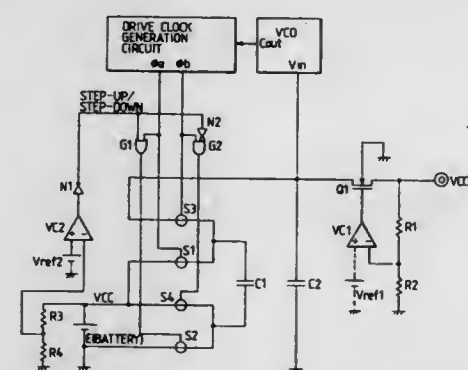 DRIVE CLOCK
GENERATION
CIRCUIT
Φa Φb
VCO
Cout
Vin
STEP-UP/
STEP-DOWN
N2
G1
G2
N1
VC2
Vref2
S3
S1
S4
S2
C1
C2
Q1
VCC
VC1
R1
R2
Vref1
VCC
R3
R4
E(BATTERY)